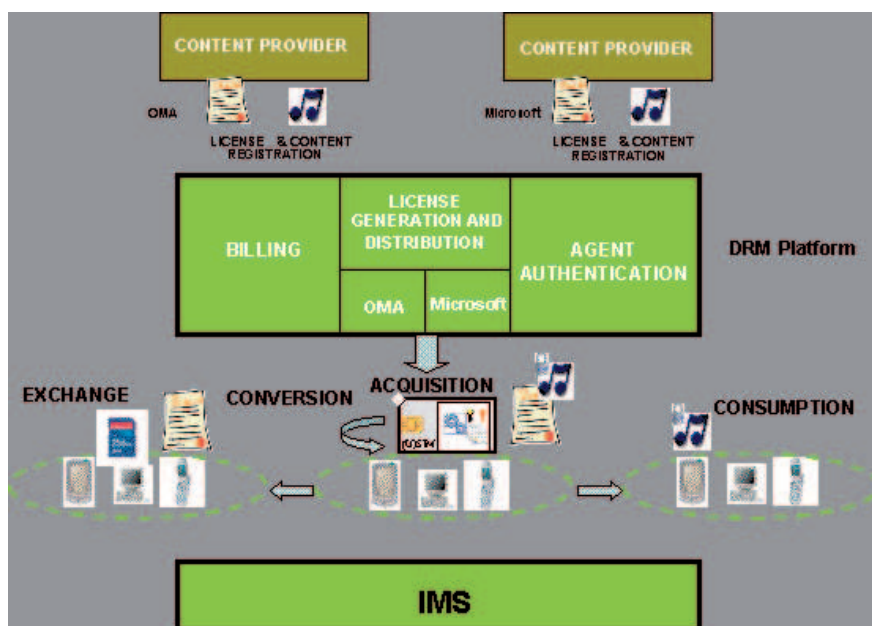 CONTENT PROVIDER
CONTENT PROVIDER
OMA
Microsoft
LICENSE & CONTENT
REGISTRATION
LICENSE & CONTENT
REGISTRATION
BILLING
LICENSE
GENERATION AND
DISTRIBUTION
OMA
Microsoft
AGENT
AUTHENTICATION
DRM Platform
EXCHANGE
CONVERSION
ACQUISITION
CONSUMPTION
IMS